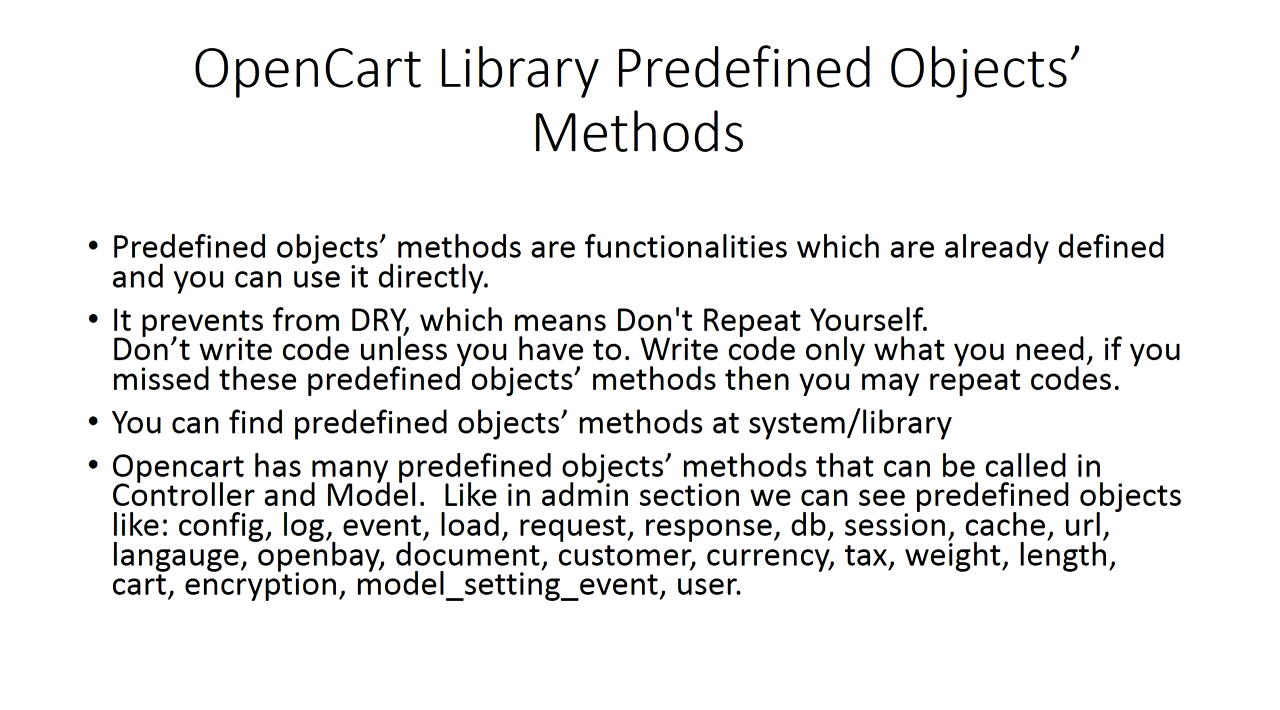 OpenCart Library Predefined Objects’
Methods
• Predefined objects’ methods are functionalities which are already defined
and you can use it directly.
• It prevents from DRY, which means Don't Repeat Yourself.
Don’t write code unless you have to. Write code only what you need, if you
missed these predefined objects’ methods then you may repeat codes.
• You can find predefined objects’ methods at system/library
• Opencart has many predefined objects’ methods that can be called in
Controller and Model.  Like in admin section we can see predefined objects
like: config, log, event, load, request, response, db, session, cache, url,
langauge, openbay, document, customer, currency, tax, weight, length,
cart, encryption, model_setting_event, user.